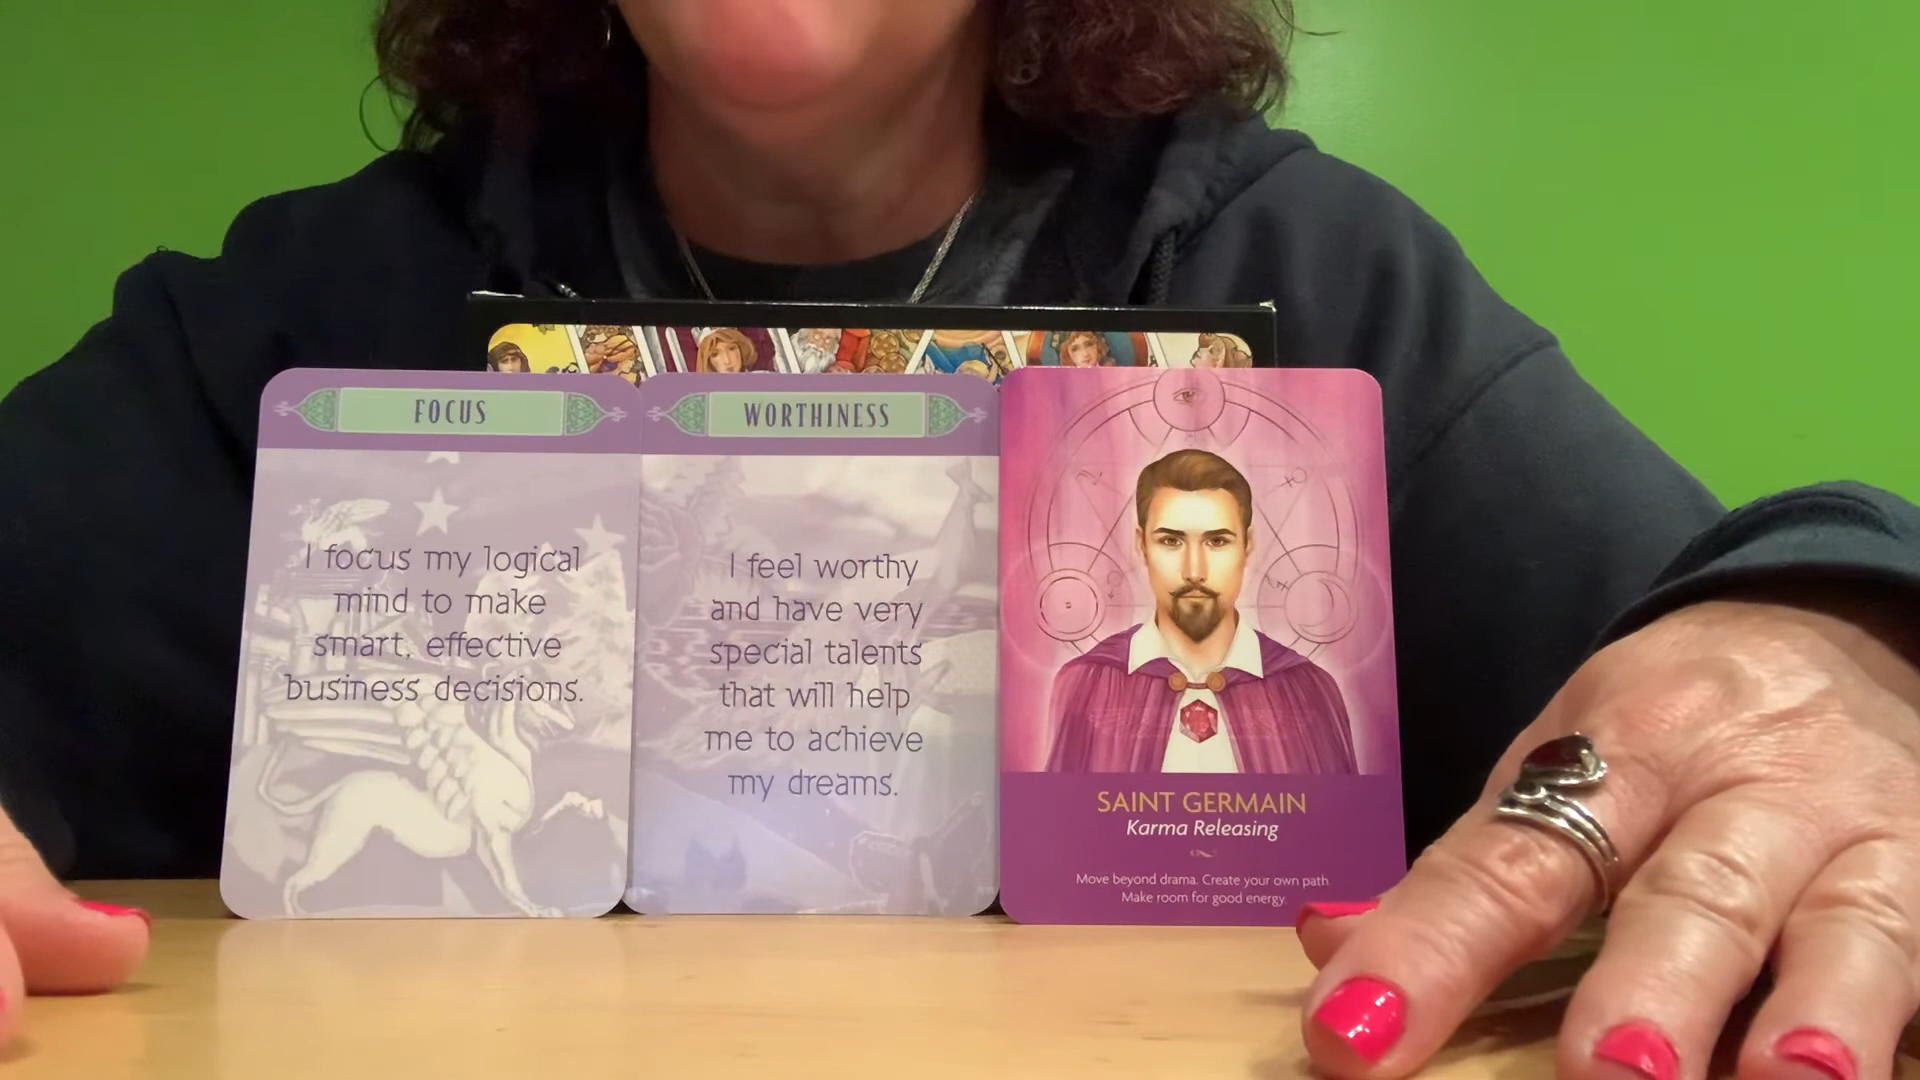 FOCUS
I focus my logical
mind to make
smart, effective
business decisions.
WORTHINESS
I feel worthy
and have very
special talents
that will help
me to achieve
my dreams.
SAINT GERMAIN
Karma Releasing
Move beyond drama. Create your own path.
Make room for good energy.